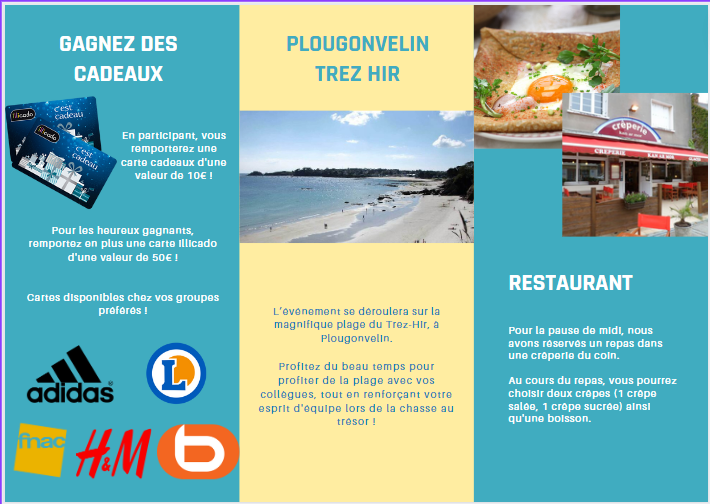 GAGNEZ DES
CADEAUX
illicado
c'est
cadeau
illicado
c'est
cadeau
En participant, vous
remporterez une
carte cadeaux d'une
valeur de 10€ !
Pour les heureux gagnants,
remportez en plus une carte Illicado
d'une valeur de 50€ !
Cartes disponibles chez vos groupes
préférés !
adidas
L
fnac
H&M
b
PLOUGONVELIN
TREZ HIR
L'événement se déroulera sur la
magnifique plage du Trez-Hir, à
Plougonvelin.
Profitez du beau temps pour
profiter de la plage avec vos
collègues, tout en renforçant votre
esprit d'équipe lors de la chasse au
trésor !
crêperie
CREPERIE
RESTAURANT
Pour la pause de midi, nous
avons réservés un repas dans
une crêperie du coin.
Au cours du repas, vous pourrez
choisir deux crêpes (1 crêpe
salée, 1 crêpe sucrée) ainsi
qu'une boisson.